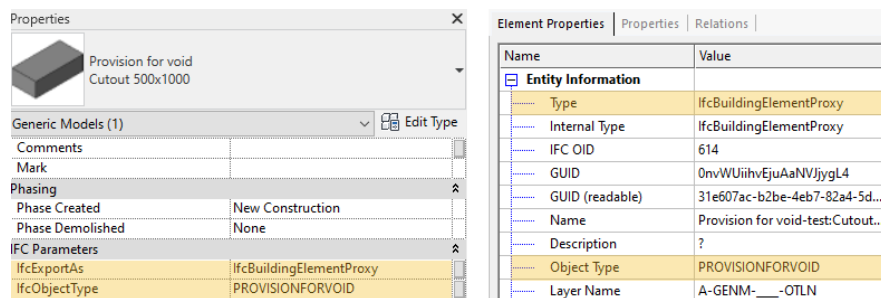 Properties
Provision for void
Cutout 500x1000
Generic Models (1) Edit Type
Comments
Mark
Phasing
Phase Created New Construction
Phase Demolished None
IFC Parameters
IfcExportAs IfcBuildingElementProxy
IfcObjectType PROVISIONFORVOID
Element Properties Properties Relations
Name Value
Entity Information
Type IfcBuildingElementProxy
Internal Type IfcBuildingElementProxy
IFC OID 614
GUID 0nvWUiihvEjuAaNVJjygL4
GUID (readable) 31e607ac-b2be-4eb7-82a4-5d...
Name Provision for void-test:Cutout...
Description ?
Object Type PROVISIONFORVOID
Layer Name A-GENM-___-OTLN